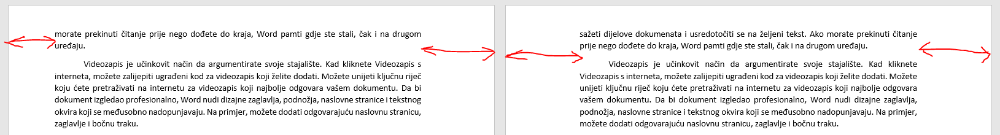 morate prekinuti čitanje prije nego dođete do kraja, Word pamti gdje ste stali, čak i na drugom
uređaju.
Videozapis je učinkovit način da argumentirate svoje stajalište. Kad kliknete Videozapis s
interneta, možete zalijepiti ugrađeni kod za videozapis koji želite dodati. Možete unijeti ključnu riječ
koju ćete pretraživati na internetu za videozapis koji najbolje odgovara vašem dokumentu. Da bi
dokument izgledao profesionalno, Word nudi dizajne zaglavlja, podnožja, naslovne stranice i tekstnog
okvira koji se međusobno nadopunjavaju. Na primjer, možete dodati odgovarajuću naslovnu stranicu,
zaglavlje i bočnu traku.
sažeti dijelove dokumenata i usredotočiti se na željeni tekst. Ako morate prekinuti čitanje
prije nego dođete do kraja, Word pamti gdje ste stali, čak i na drugom uređaju.
Videozapis je učinkovit način da argumentirate svoje stajalište. Kad kliknete
Videozapis s interneta, možete zalijepiti ugrađeni kod za videozapis koji želite dodati. Možete
unijeti ključnu riječ koju ćete pretraživati na internetu za videozapis koji najbolje odgovara
vašem dokumentu. Da bi dokument izgledao profesionalno, Word nudi dizajne zaglavlja,
podnožja, naslovne stranice i tekstnog okvira koji se međusobno nadopunjavaju. Na primjer,
možete dodati odgovarajuću naslovnu stranicu, zaglavlje i bočnu traku.